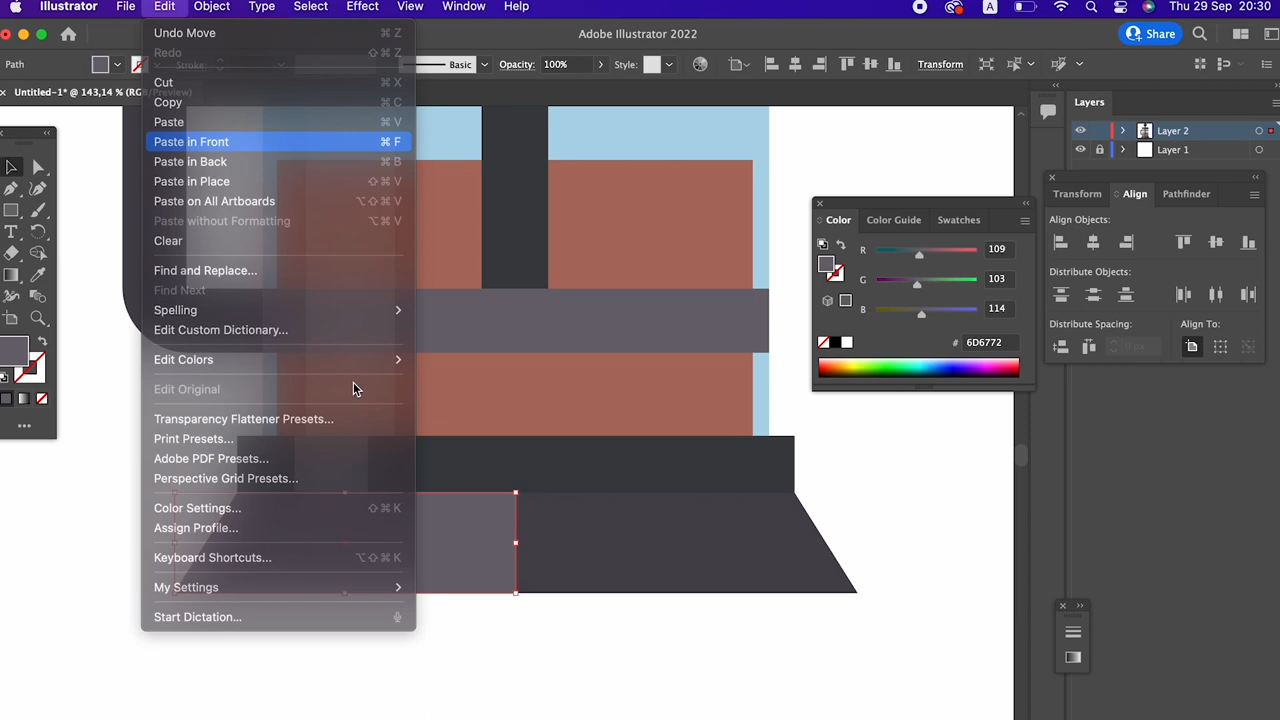 Illustrator File Edit Object Type Select Effect View Window Help A Thu 29 Sep 20:30
Adobe Illustrator 2022 Share
Path Stroke: Basic Opacity: 100% Style: Transform
Untitled-1* @ 143,14 % (RGB/Preview)
Undo Move ⌘ Z
Redo ⇧⌘ Z
Cut ⌘ X
Copy ⌘ C
Paste ⌘ V
Paste in Front ⌘ F
Paste in Back ⌘ B
Paste in Place ⇧⌘ V
Paste on All Artboards ⌥⇧⌘ V
Paste without Formatting ⌥⌘ V
Clear
Find and Replace...
Find Next
Spelling
Edit Custom Dictionary...
Edit Colors
Edit Original
Transparency Flattener Presets...
Print Presets...
Adobe PDF Presets...
Perspective Grid Presets...
Color Settings... ⇧⌘ K
Assign Profile...
Keyboard Shortcuts... ⌥⇧⌘ K
My Settings
Start Dictation...
Color Color Guide Swatches
R 109
G 103
B 114
# 6D6772
Layers
Layer 2
Layer 1
Transform Align Pathfinder
Align Objects:
Distribute Objects:
Distribute Spacing: Align To: